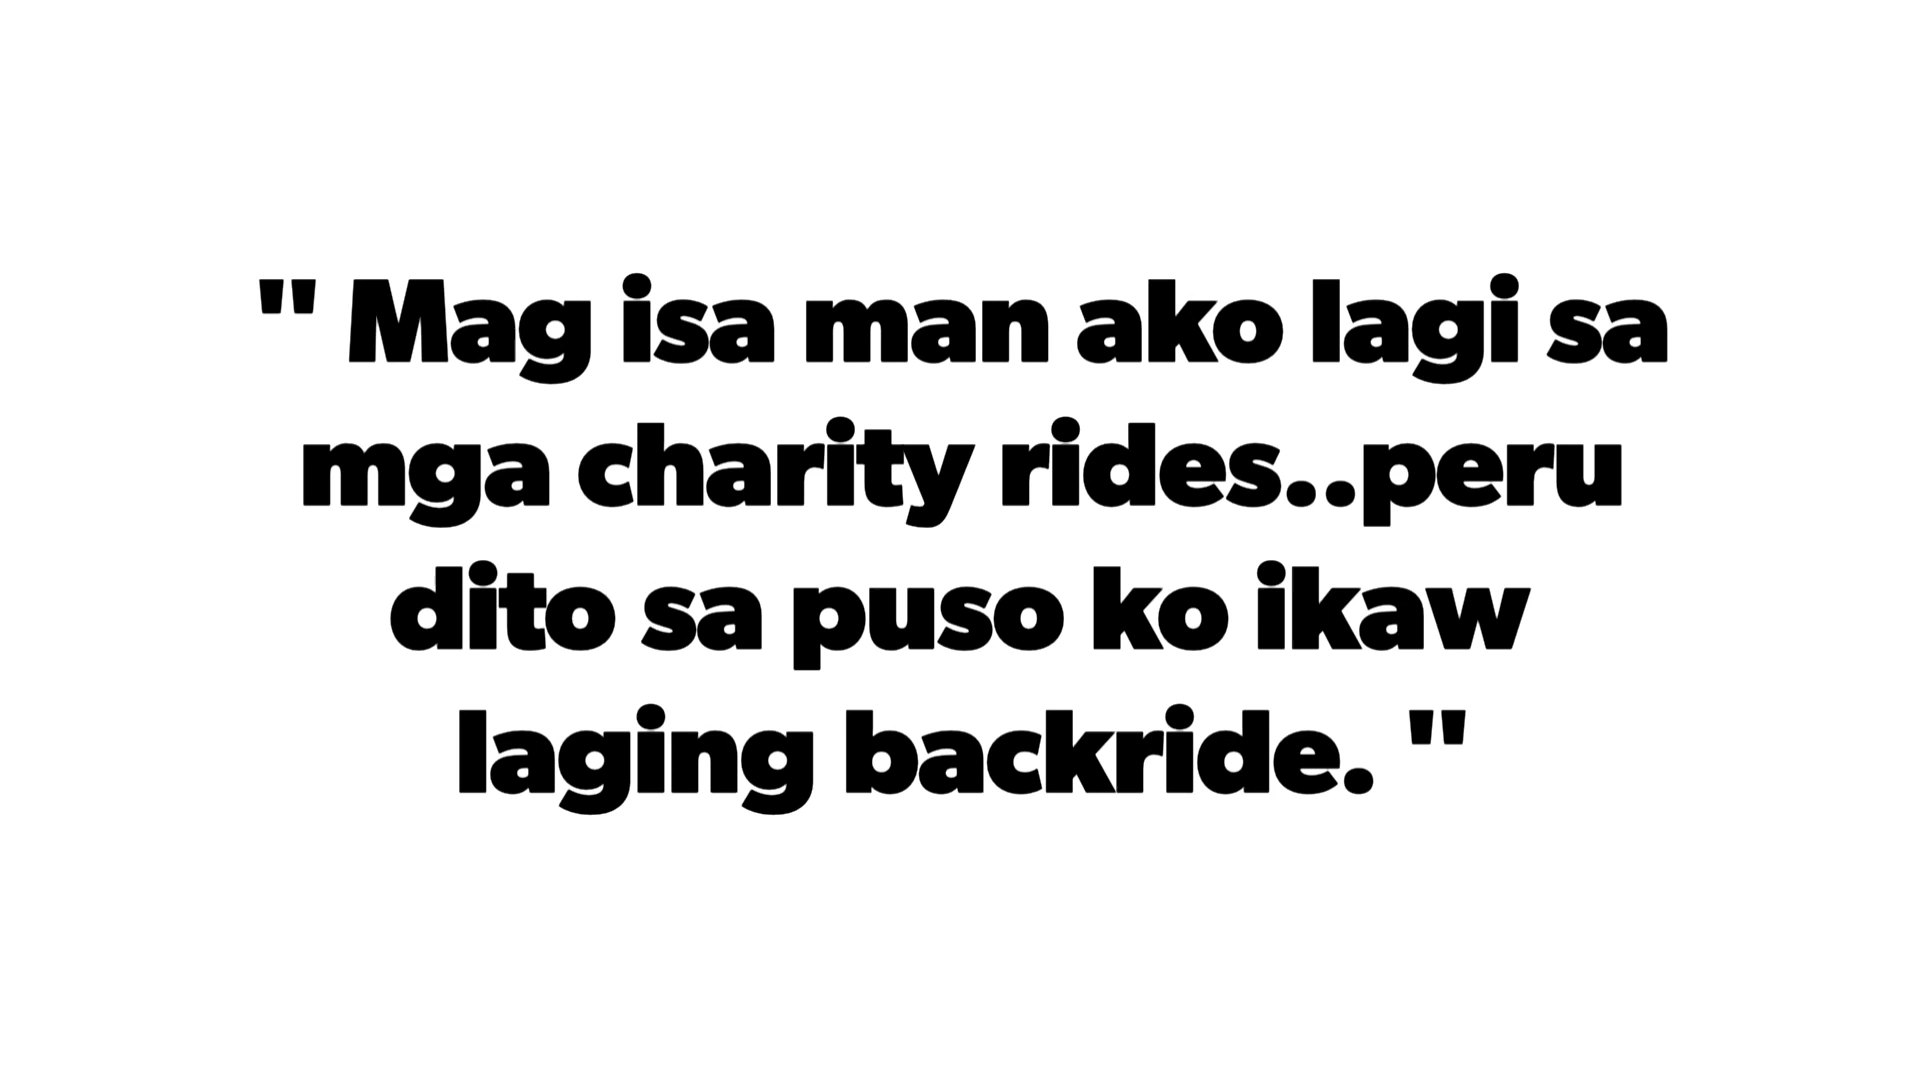 " Mag isa man ako lagi sa
mga charity rides..peru
dito sa puso ko ikaw
laging backride. "